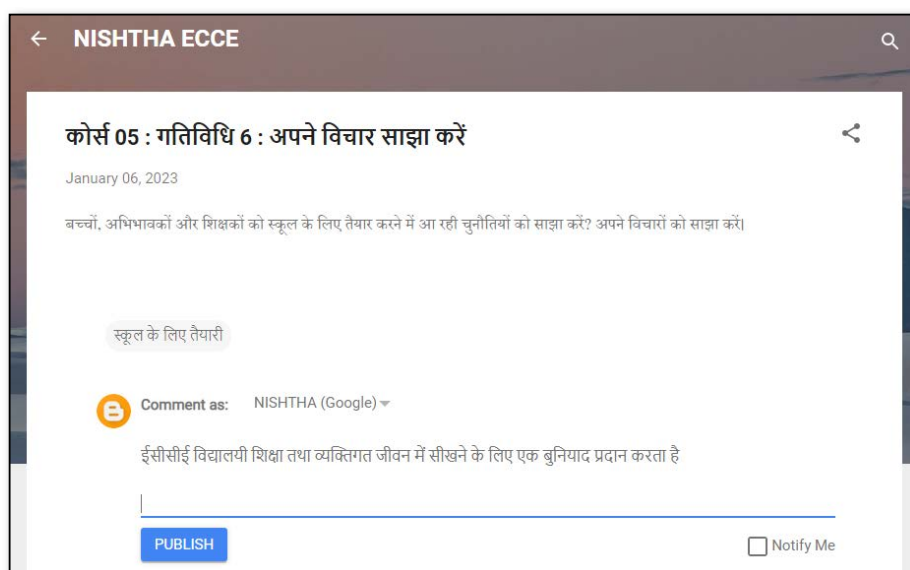 NISHTHA ECCE
कोर्स 05 : गतिविधि 6 : अपने विचार साझा करें
January 06, 2023
बच्चों, अभिभावकों और शिक्षकों को स्कूल के लिए तैयार करने में आ रही चुनौतियों को साझा करें? अपने विचारों को साझा करें|
स्कूल के लिए तैयारी
Comment as: NISHTHA (Google)
ईसीसीई विद्यालयी शिक्षा तथा व्यक्तिगत जीवन में सीखने के लिए एक बुनियाद प्रदान करता है
PUBLISH Notify Me